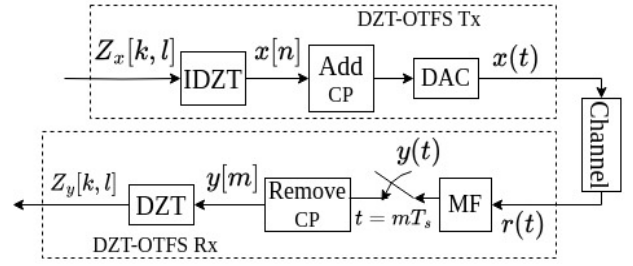 DZT-OTFS Tx
Z_x[k, l]
IDZT
x[n]
Add
CP
DAC
x(t)
Channel
r(t)
MF
y(t)
t = mT_s
Remove
CP
y[m]
DZT
Z_y[k, l]
DZT-OTFS Rx